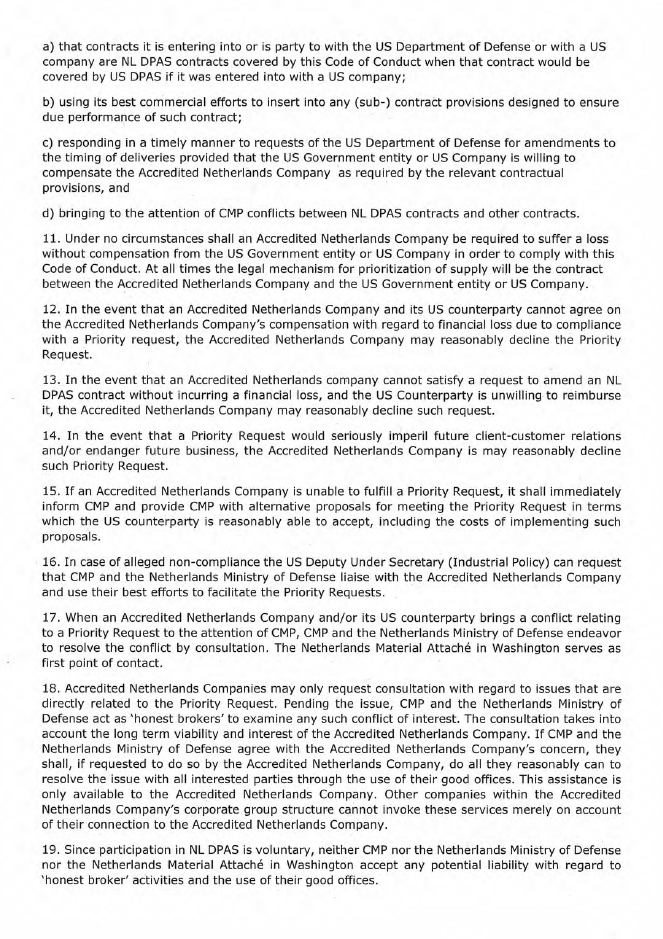 a) that contracts it is entering into or is party to with the US Department of Defense or with a US
company are NL DPAS contracts covered by this Code of Conduct when that contract would be
covered by US DPAS if it was entered into with a US company;
b) using its best commercial efforts to insert into any (sub-) contract provisions designed to ensure
due performance of such contract;
c) responding in a timely manner to requests of the US Department of Defense for amendments to
the timing of deliveries provided that the US Government entity or US Company is willing to
compensate the Accredited Netherlands Company as required by the relevant contractual
provisions, and
d) bringing to the attention of CMP conflicts between NL DPAS contracts and other contracts.
11. Under no circumstances shall an Accredited Netherlands Company be required to suffer a loss
without compensation from the US Government entity or US Company in order to comply with this
Code of Conduct. At all times the legal mechanism for prioritization of supply will be the contract
between the Accredited Netherlands Company and the US Government entity or US Company.
12. In the event that an Accredited Netherlands Company and its US counterparty cannot agree on
the Accredited Netherlands Company's compensation with regard to financial loss due to compliance
with a Priority request, the Accredited Netherlands Company may reasonably decline the Priority
Request.
13. In the event that an Accredited Netherlands company cannot satisfy a request to amend an NL
DPAS contract without incurring a financial loss, and the US Counterparty is unwilling to reimburse
it, the Accredited Netherlands Company may reasonably decline such request.
14. In the event that a Priority Request would seriously imperil future client-customer relations
and/or endanger future business, the Accredited Netherlands Company is may reasonably decline
such Priority Request.
15. If an Accredited Netherlands Company is unable to fulfill a Priority Request, it shall immediately
inform CMP and provide CMP with alternative proposals for meeting the Priority Request in terms
which the US counterparty is reasonably able to accept, including the costs of implementing such
proposals.
16. In case of alleged non-compliance the US Deputy Under Secretary (Industrial Policy) can request
that CMP and the Netherlands Ministry of Defense liaise with the Accredited Netherlands Company
and use their best efforts to facilitate the Priority Requests.
17. When an Accredited Netherlands Company and/or its US counterparty brings a conflict relating
to a Priority Request to the attention of CMP, CMP and the Netherlands Ministry of Defense endeavor
to resolve the conflict by consultation. The Netherlands Material Attaché in Washington serves as
first point of contact.
18. Accredited Netherlands Companies may only request consultation with regard to issues that are
directly related to the Priority Request. Pending the issue, CMP and the Netherlands Ministry of
Defense act as 'honest brokers' to examine any such conflict of interest. The consultation takes into
account the long term viability and interest of the Accredited Netherlands Company. If CMP and the
Netherlands Ministry of Defense agree with the Accredited Netherlands Company's concern, they
shall, if requested to do so by the Accredited Netherlands Company, do all they reasonably can to
resolve the issue with all interested parties through the use of their good offices. This assistance is
only available to the Accredited Netherlands Company. Other companies within the Accredited
Netherlands Company's corporate group structure cannot invoke these services merely on account
of their connection to the Accredited Netherlands Company.
19. Since participation in NL DPAS is voluntary, neither CMP nor the Netherlands Ministry of Defense
nor the Netherlands Material Attaché in Washington accept any potential liability with regard to
'honest broker' activities and the use of their good offices.